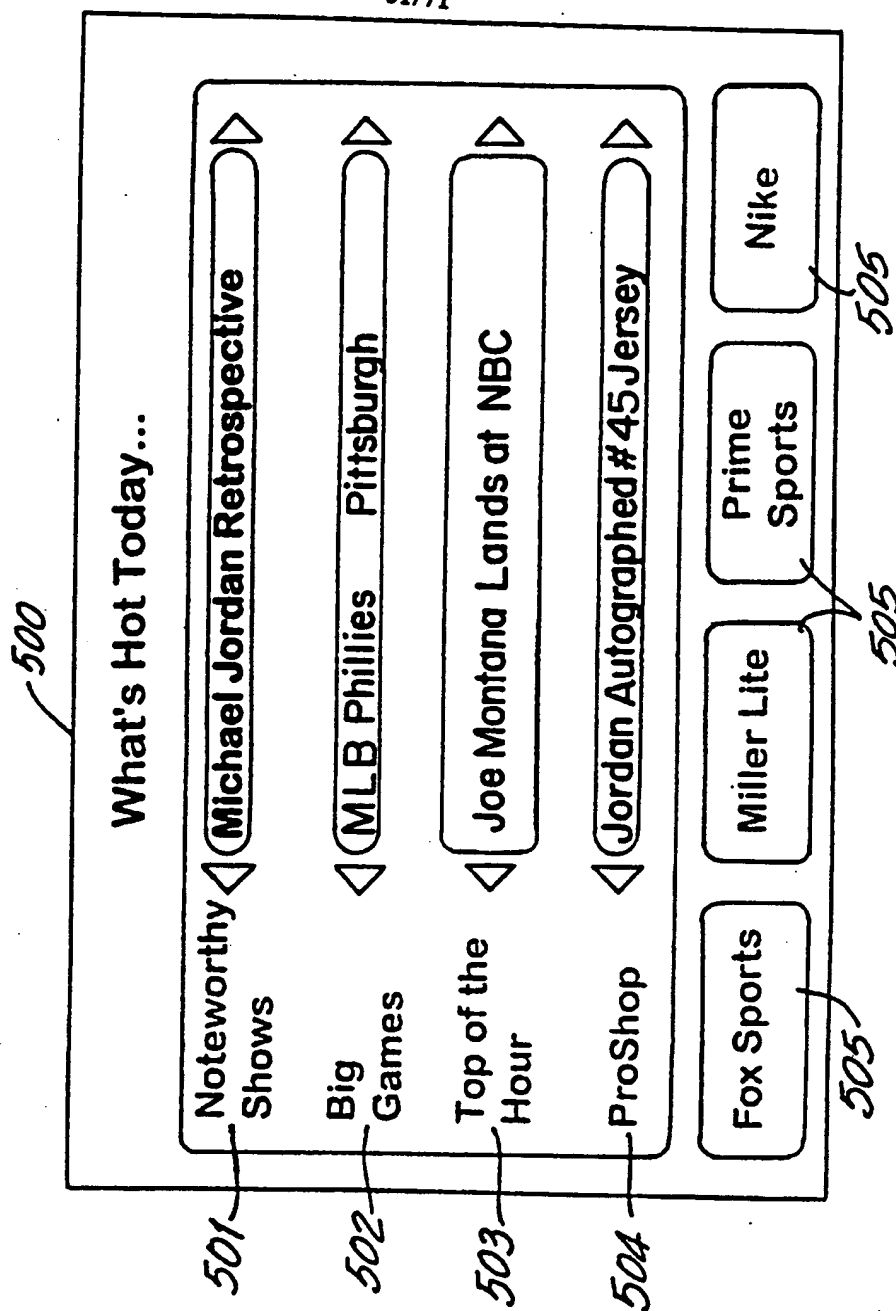 500
What's Hot Today...
501
Noteworthy
Shows
Michael Jordan Retrospective
502
Big
Games
MLB Phillies Pittsburgh
503
Top of the
Hour
Joe Montana Lands at NBC
504
ProShop
Jordan Autographed #45 Jersey
Fox Sports
Miller Lite
Prime
Sports
Nike
505
505
505